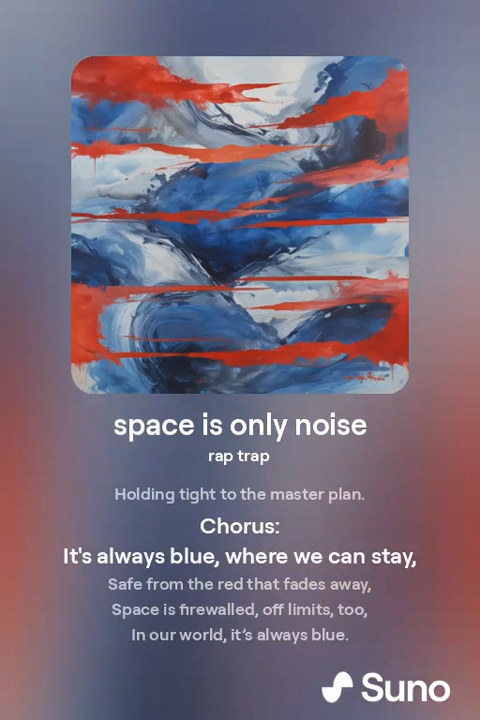 space is only noise
rap trap
Holding tight to the master plan.
Chorus:
It's always blue, where we can stay,
Safe from the red that fades away,
Space is firewalled, off limits, too,
In our world, it’s always blue.
Suno